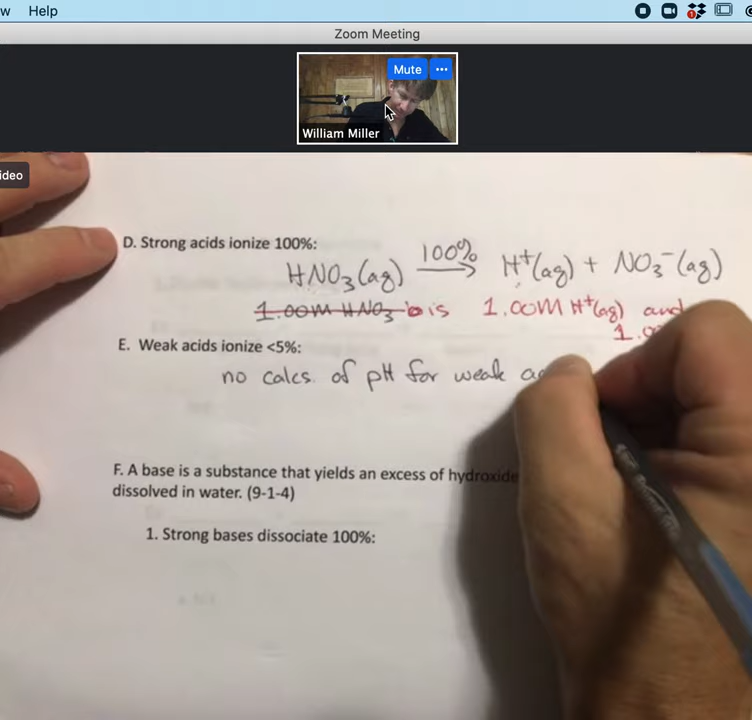 w Help
Zoom Meeting
Mute ...
William Miller
ideo
D. Strong acids ionize 100%:
HNO3(aq) 100% → H+(aq) + NO3-(aq)
1.00M HNO3 is 1.00M H+(aq) and
E. Weak acids ionize <5%:
no calcs. of pH for weak
F. A base is a substance that yields an excess of hydroxide
dissolved in water. (9-1-4)
1. Strong bases dissociate 100%: